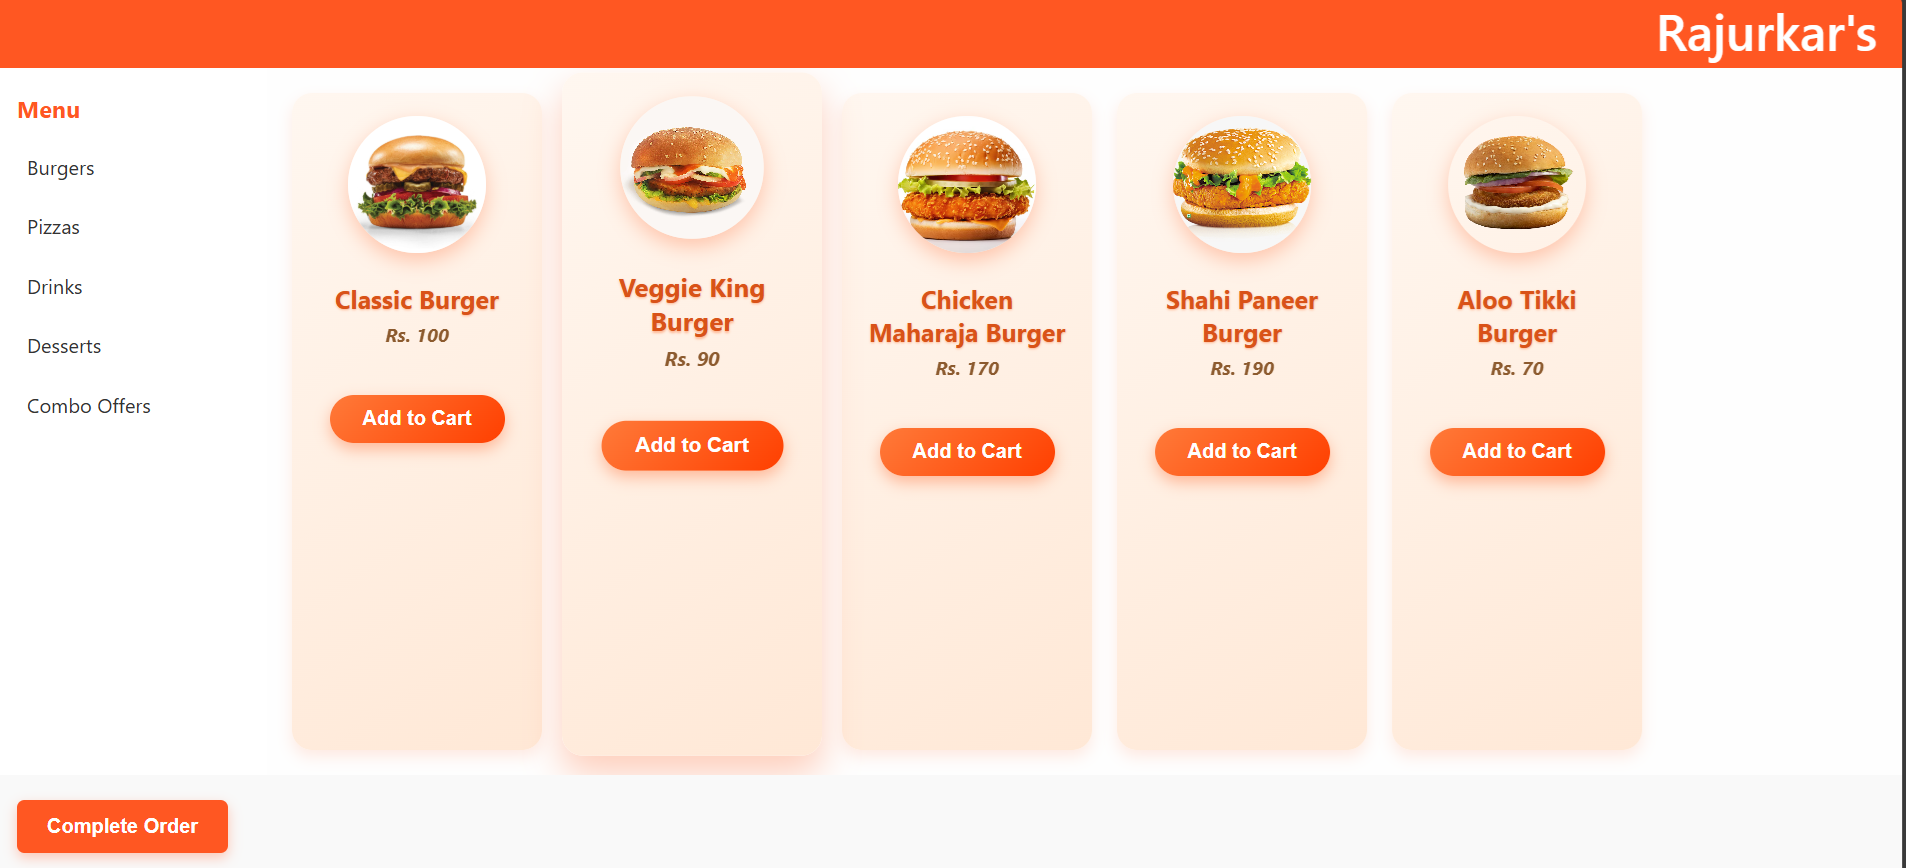 Rajurkar's
Menu
Burgers
Pizzas
Drinks
Desserts
Combo Offers
Classic Burger
Rs. 100
Add to Cart
Veggie King
Burger
Rs. 90
Add to Cart
Chicken
Maharaja Burger
Rs. 170
Add to Cart
Shahi Paneer
Burger
Rs. 190
Add to Cart
Aloo Tikki
Burger
Rs. 70
Add to Cart
Complete Order